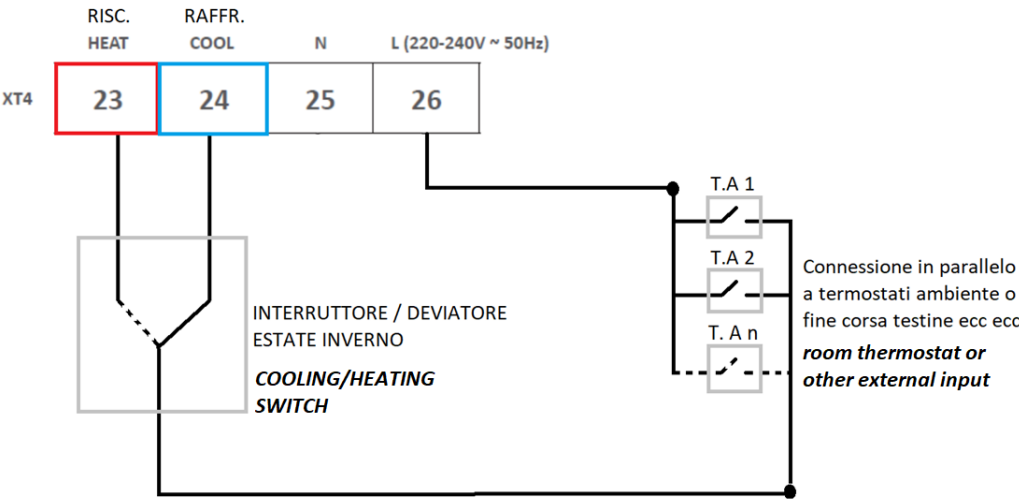 RISC. RAFFR.
HEAT COOL N L (220-240V ~ 50Hz)
XT4 23 24 25 26
T.A 1
T.A 2
T. A n
Connessione in parallelo
a termostati ambiente o
fine corsa testine ecc ecc
room thermostat or
other external input
INTERRUTTORE / DEVIATORE
ESTATE INVERNO
COOLING/HEATING
SWITCH